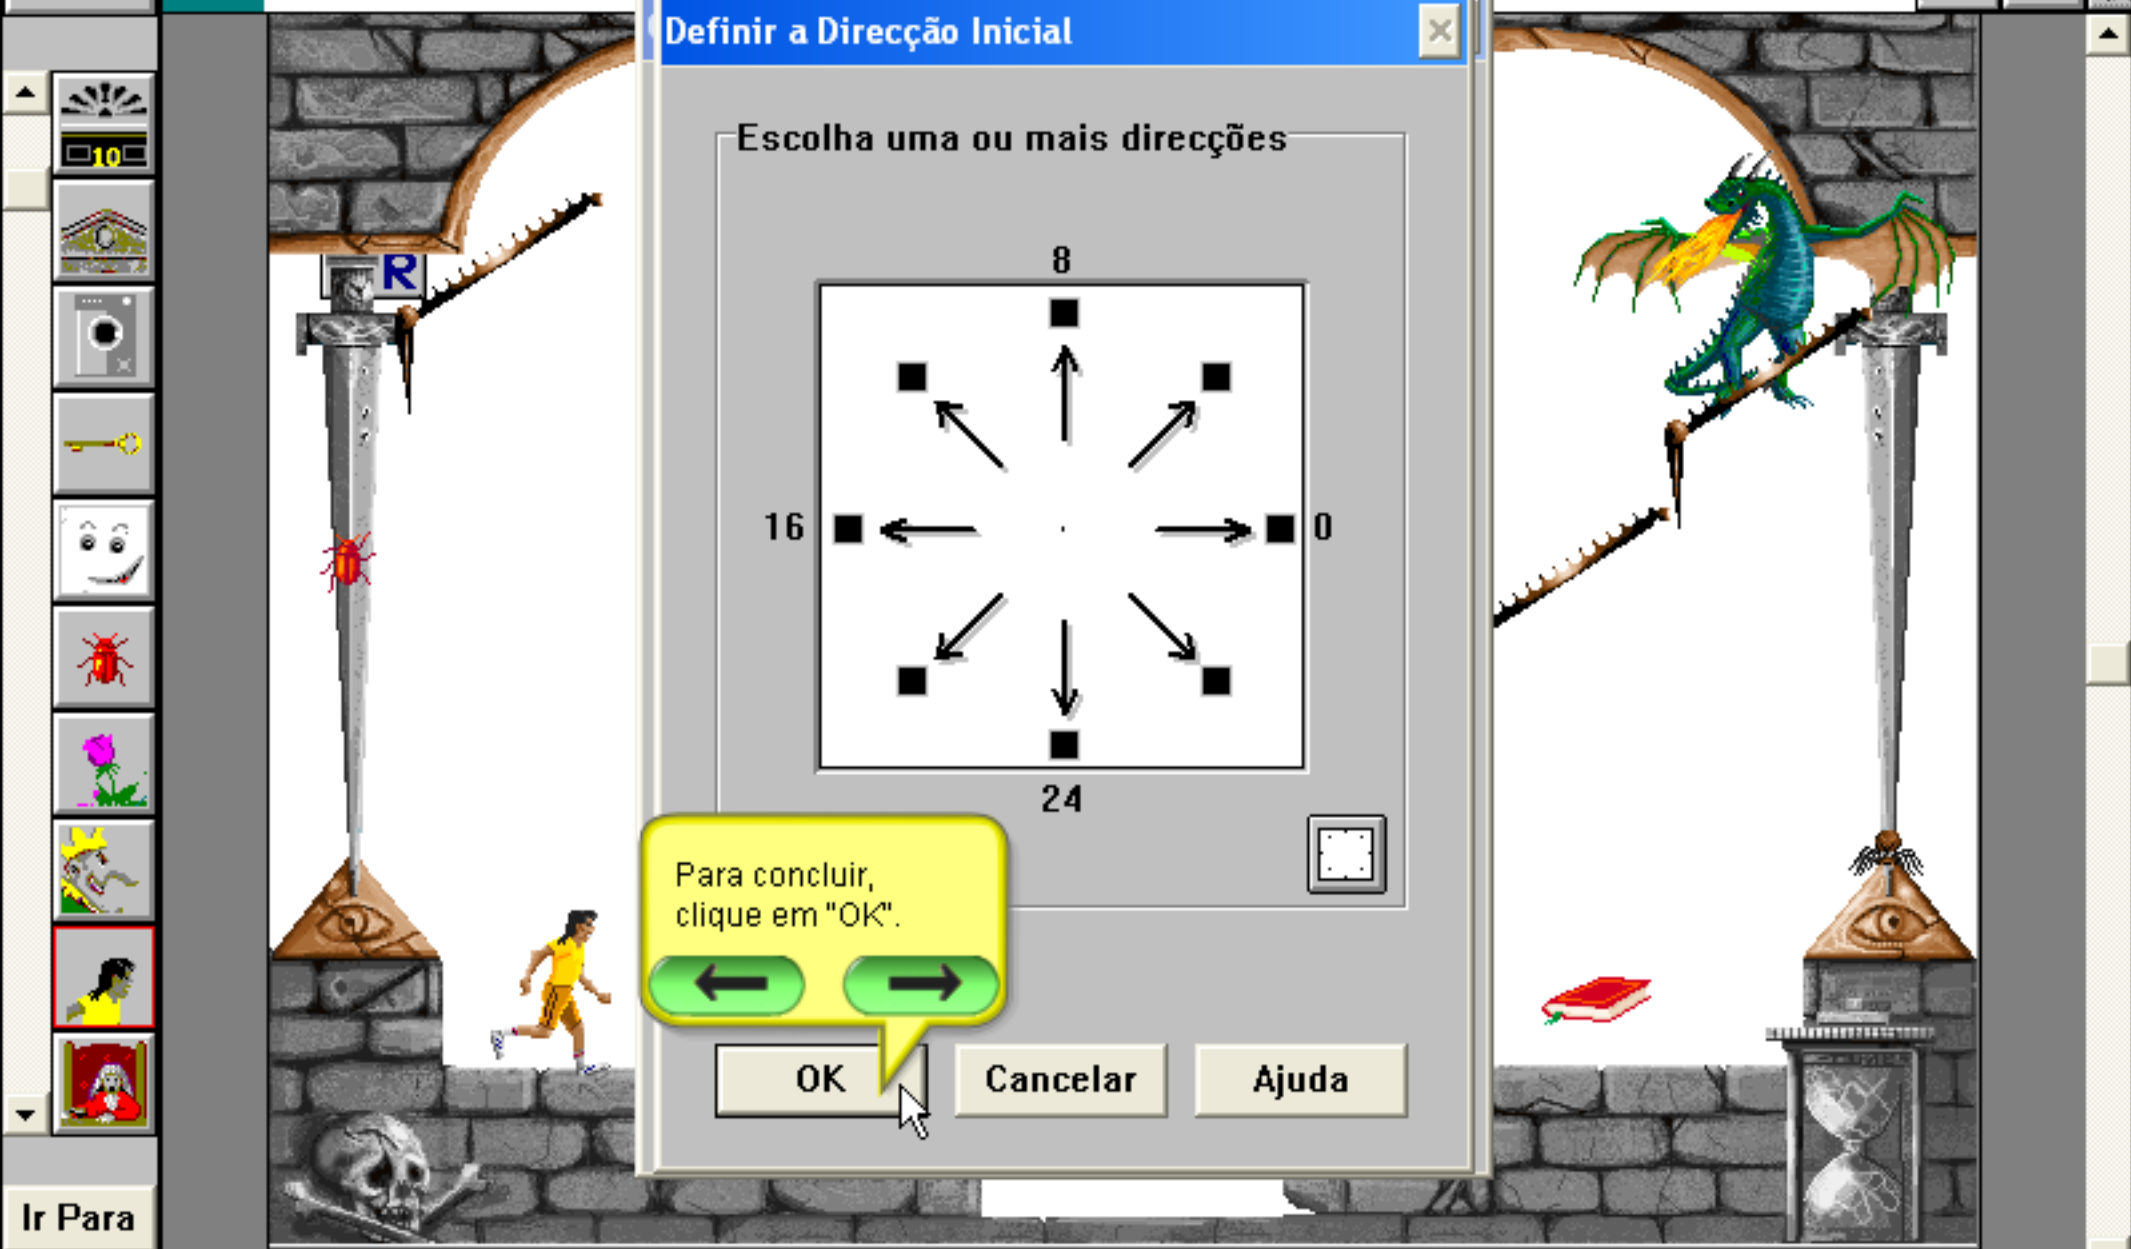 Definir a Direcção Inicial
Escolha uma ou mais direcções
8
16
0
24
10
R
Para concluir,
clique em "OK".
OK
Cancelar
Ajuda
Ir Para